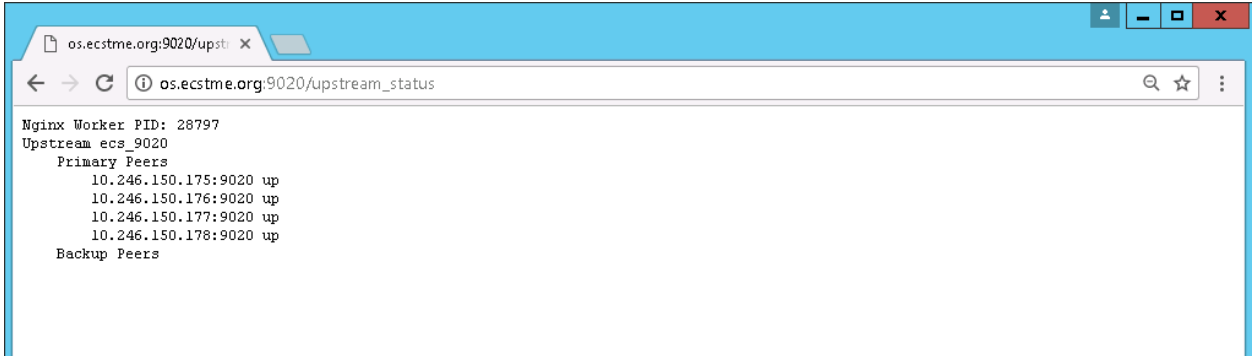 os.ecstme.org:9020/upstr
os.ecstme.org:9020/upstream_status
Nginx Worker PID: 28797
Upstream ecs_9020
Primary Peers
10.246.150.175:9020 up
10.246.150.176:9020 up
10.246.150.177:9020 up
10.246.150.178:9020 up
Backup Peers